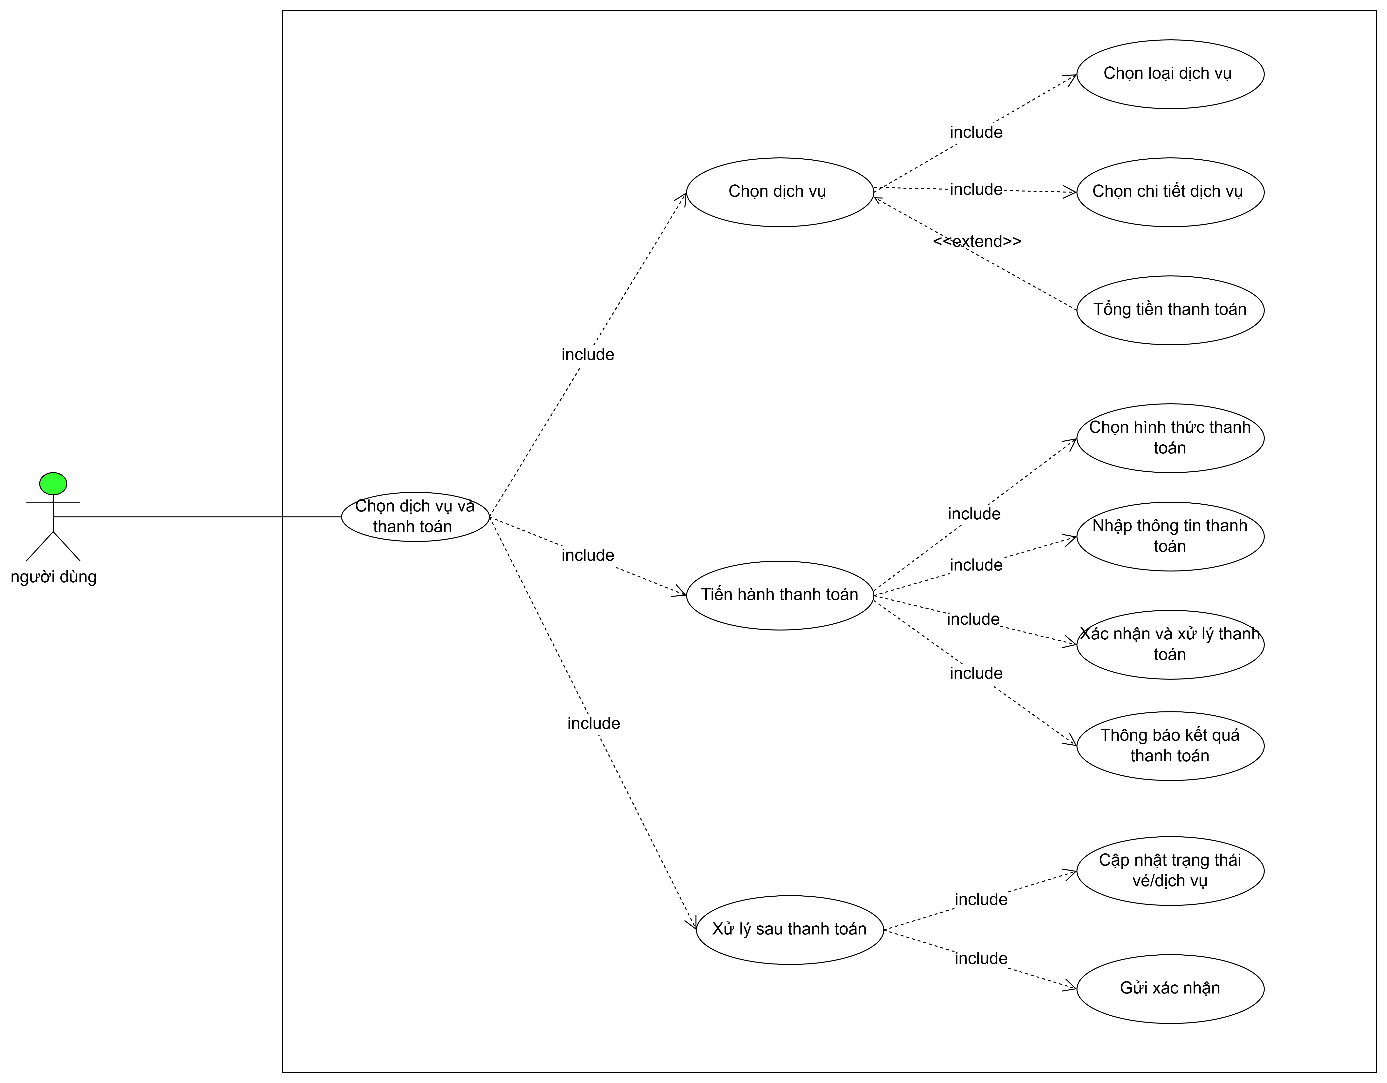 Chọn loại dịch vụ
include
Chọn dịch vụ
include
Chọn chi tiết dịch vụ
<<extend>>
Tổng tiền thanh toán
include
Chọn hình thức thanh
toán
Chọn dịch vụ và
thanh toán
include
Nhập thông tin thanh
toán
include
include
người dùng
Tiến hành thanh toán
include
Xác nhận và xử lý thanh
toán
include
include
Thông báo kết quả
thanh toán
Cập nhật trạng thái
vé/dịch vụ
include
Xử lý sau thanh toán
include
Gửi xác nhận